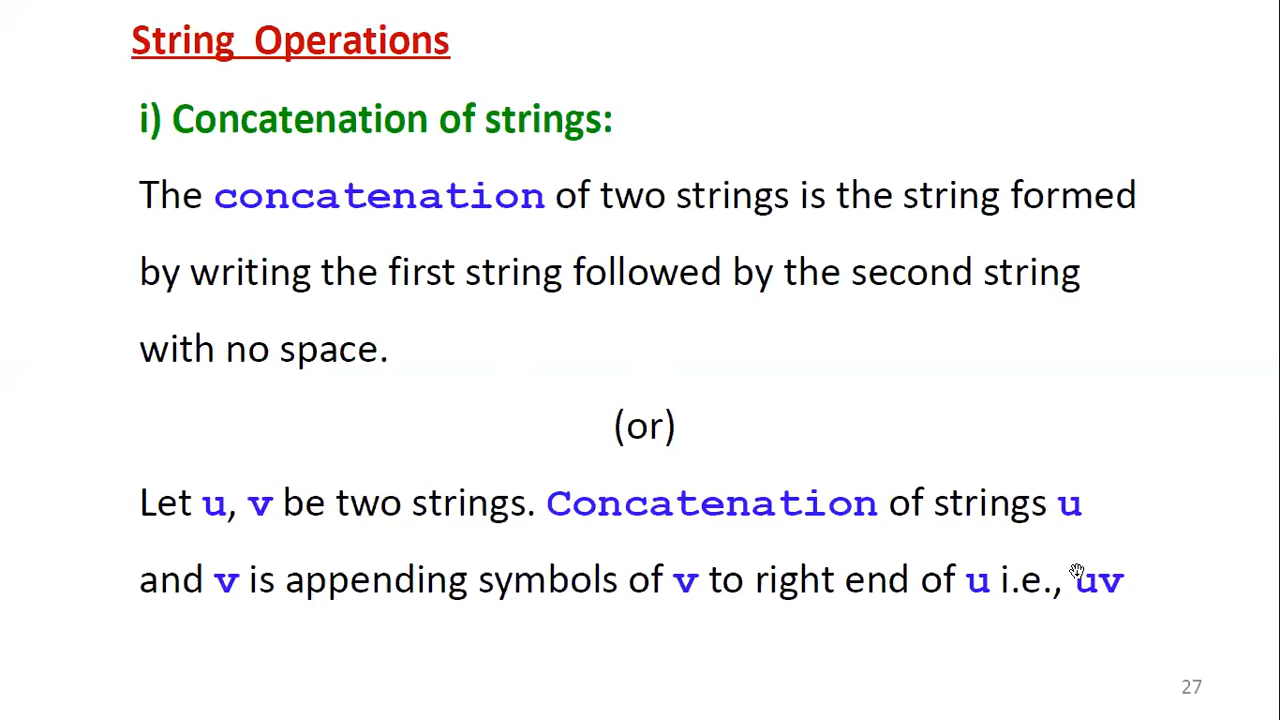 String Operations
i) Concatenation of strings:
The concatenation of two strings is the string formed
by writing the first string followed by the second string
with no space.
(or)
Let u, v be two strings. Concatenation of strings u
and v is appending symbols of v to right end of u i.e., uv
27